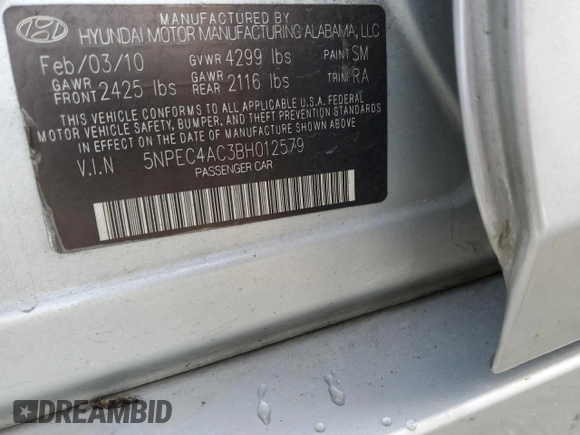 MANUFACTURED BY
HYUNDAI MOTOR MANUFACTURING ALABAMA, LLC
Feb/03/10 GVWR 4299 lbs PAINT SM
GAWR FRONT 2425 lbs GAWR REAR 2116 lbs TRIM RA
THIS VEHICLE CONFORMS TO ALL APPLICABLE U.S.A. FEDERAL
MOTOR VEHICLE SAFETY, BUMPER, AND THEFT PREVENTION STANDARDS
IN EFFECT ON THE DATE OF MANUFACTURE SHOWN ABOVE.
V.I.N 5NPEC4AC3BH012579
PASSENGER CAR
DREAMBID